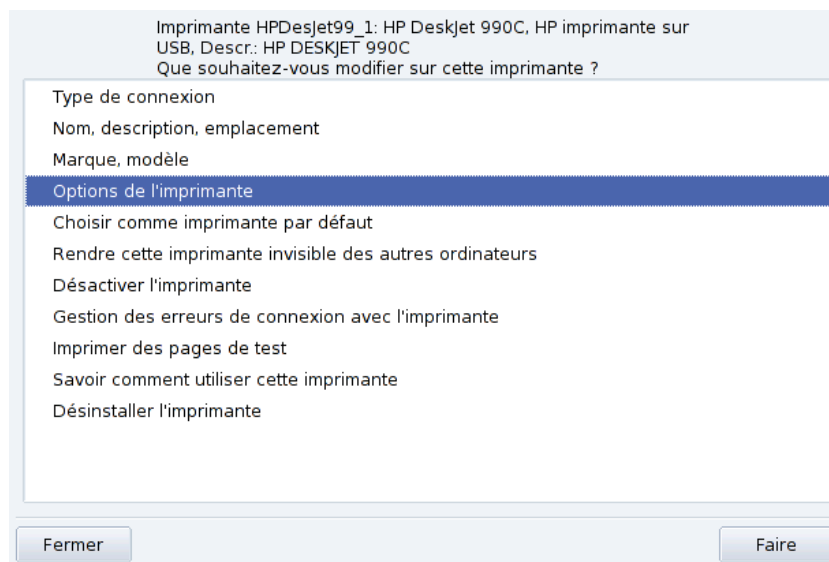 Imprimante HPDesJet99_1: HP DeskJet 990C, HP imprimante sur
USB, Descr.: HP DESKJET 990C
Que souhaitez-vous modifier sur cette imprimante ?
Type de connexion
Nom, description, emplacement
Marque, modèle
Options de l'imprimante
Choisir comme imprimante par défaut
Rendre cette imprimante invisible des autres ordinateurs
Désactiver l'imprimante
Gestion des erreurs de connexion avec l'imprimante
Imprimer des pages de test
Savoir comment utiliser cette imprimante
Désinstaller l'imprimante
Fermer
Faire